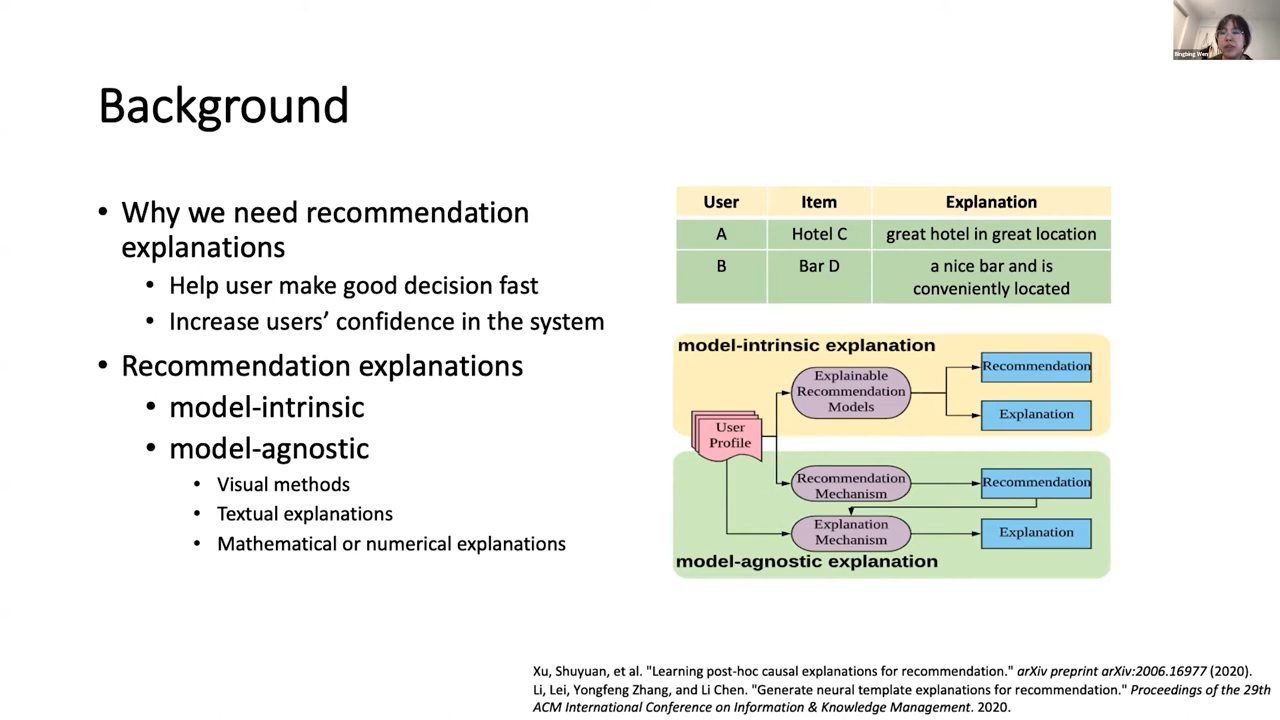 Bingbing Wen
Background
• Why we need recommendation
explanations
• Help user make good decision fast
• Increase users’ confidence in the system
• Recommendation explanations
• model-intrinsic
• model-agnostic
• Visual methods
• Textual explanations
• Mathematical or numerical explanations
User Item Explanation
A Hotel C great hotel in great location
B Bar D a nice bar and is
conveniently located
model-intrinsic explanation
Explainable
Recommendation
Models
Recommendation
Explanation
User
Profile
Recommendation
Mechanism
Recommendation
Explanation
Mechanism
Explanation
model-agnostic explanation
Xu, Shuyuan, et al. "Learning post-hoc causal explanations for recommendation." arXiv preprint arXiv:2006.16977 (2020).
Li, Lei, Yongfeng Zhang, and Li Chen. "Generate neural template explanations for recommendation." Proceedings of the 29th
ACM International Conference on Information & Knowledge Management. 2020.